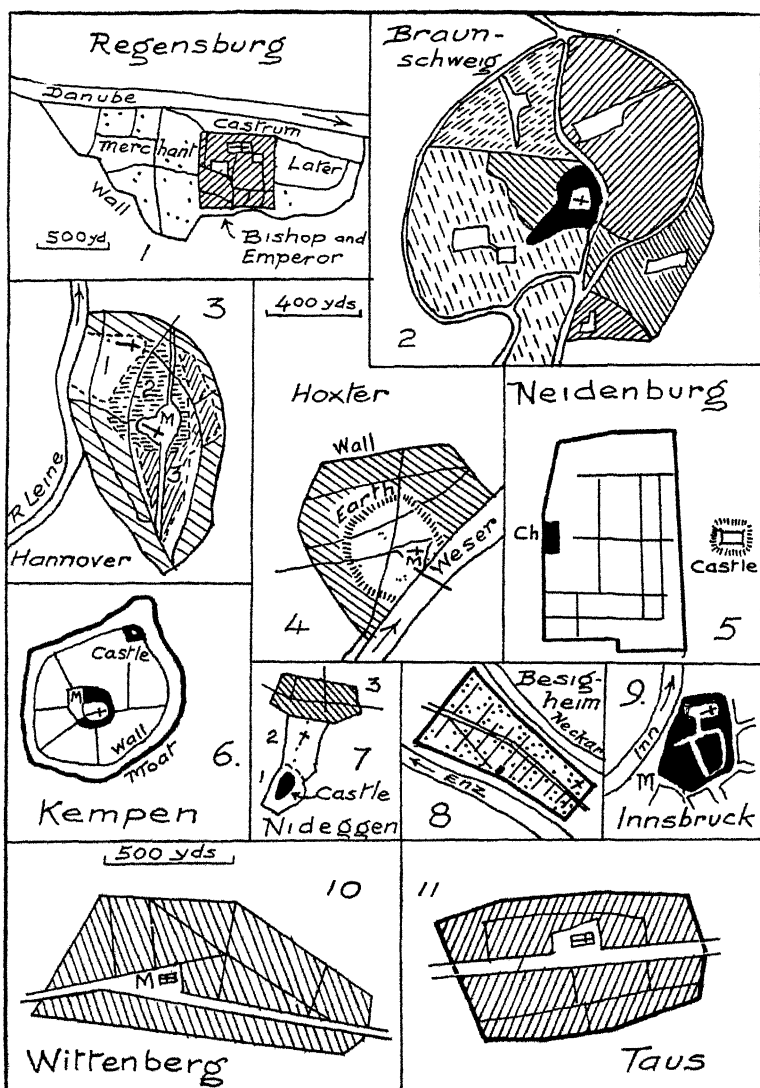 Regensburg
Danube
castrum
merchant
Later
Wall
500 yd
1
Bishop and
Emperor
Braun-
schweig
2
3
1
2
M
3
R Leine
Hannover
400 yds
Hoxter
Wall
Earth
M
Weser
4
Neidenburg
Ch
Castle
5
Castle
M
Wall
Moat
6.
Kempen
3
2
7
1
Castle
Nideggen
Besig-
heim
Neckar
Enz
8
9.
Inn
M
Innsbruck
500 yds
10
M
Wittenberg
11
Taus